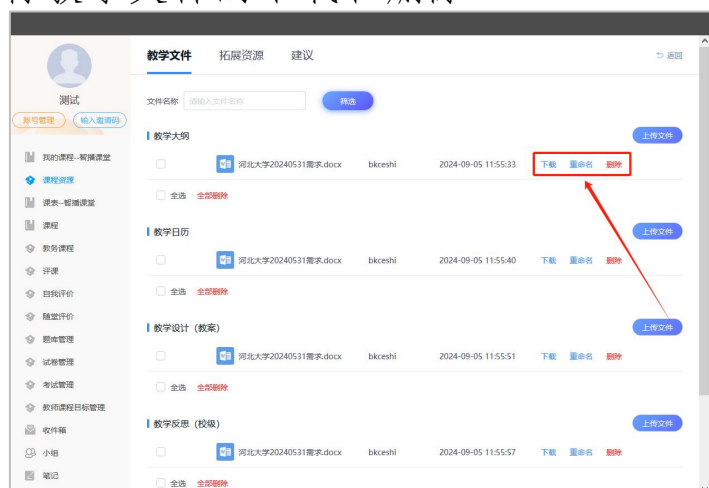 教学文件 拓展资源 建议 返回
测试
账号管理 输入邀请码
文件名称 请输入文件名称 筛选
教学大纲 上传文件
河北大学20240531需求.docx bkceshi 2024-09-05 11:55:33 下载 重命名 删除
全选 全部删除
教学日历 上传文件
河北大学20240531需求.docx bkceshi 2024-09-05 11:55:40 下载 重命名 删除
全选 全部删除
教学设计（教案） 上传文件
河北大学20240531需求.docx bkceshi 2024-09-05 11:55:51 下载 重命名 删除
全选 全部删除
教学反思（校级） 上传文件
河北大学20240531需求.docx bkceshi 2024-09-05 11:55:57 下载 重命名 删除
全选 全部删除
我的课程--智播课堂
课程资源
课表--智播课堂
课程
教务课程
评课
自我评价
随堂评价
题库管理
试卷管理
考试管理
教师课程目标管理
收件箱
小组
笔记